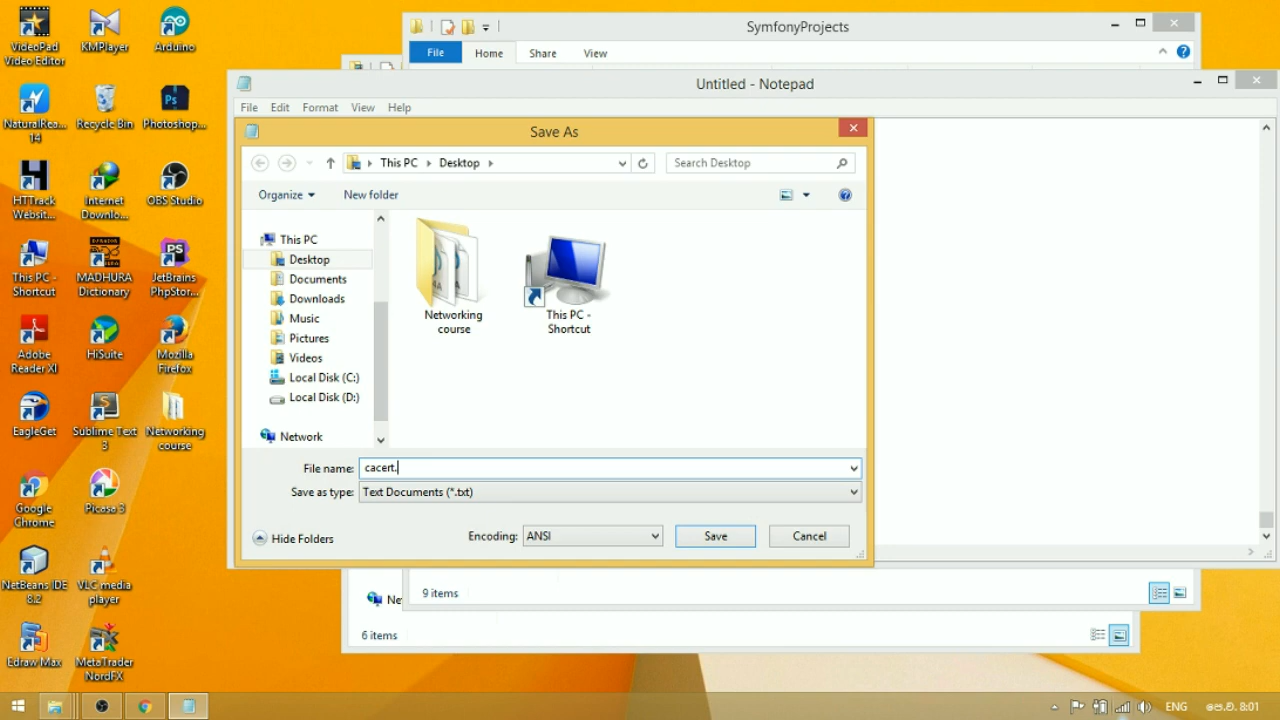 SymfonyProjects
File Home Share View
Untitled - Notepad
File Edit Format View Help
Save As
This PC Desktop
Search Desktop
Organize New folder
This PC
Desktop
Documents
Downloads
Music
Pictures
Videos
Local Disk (C:)
Local Disk (D:)
Network
Networking
course
This PC -
Shortcut
File name: cacert.
Save as type: Text Documents (*.txt)
Hide Folders
Encoding: ANSI
Save Cancel
9 items
6 items
VideoPad
Video Editor
KMPlayer
Arduino
NaturalRea...
14
Recycle Bin
Photoshop...
HTTrack
Websit...
Internet
Downlo...
OBS Studio
This PC -
Shortcut
MADHURA
Dictionary
JetBrains
PhpStor...
Adobe
Reader XI
HiSuite
Mozilla
Firefox
EagleGet
Sublime Text
3
Networking
course
Google
Chrome
Picasa 3
NetBeans IDE
8.2
VLC media
player
Edraw Max
MetaTrader
NordFX
ENG
පෙ.ව. 8:01